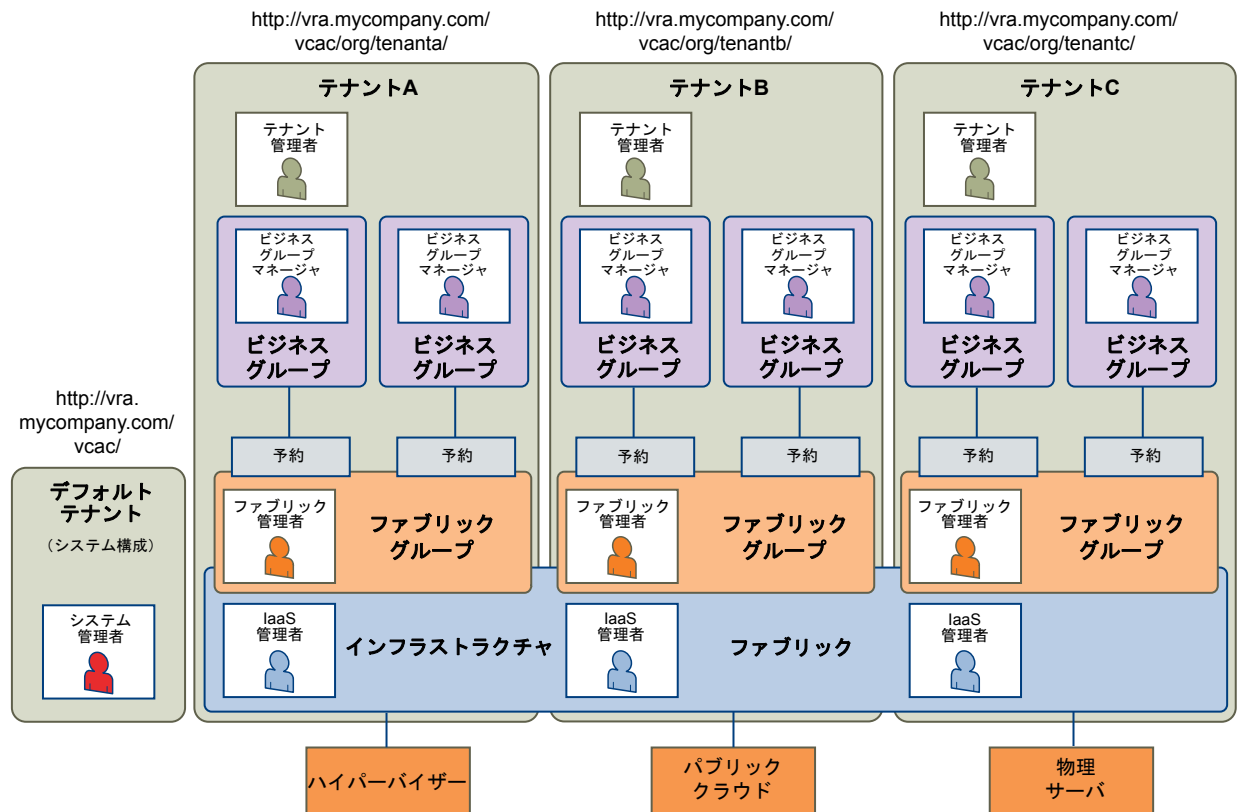 http://vra.mycompany.com/
vcac/org/tenanta/
http://vra.mycompany.com/
vcac/org/tenantb/
http://vra.mycompany.com/
vcac/org/tenantc/
テナントA
テナント
管理者
ビジネス
グループ
マネージャ
ビジネス
グループ
ビジネス
グループ
マネージャ
ビジネス
グループ
テナントB
テナント
管理者
ビジネス
グループ
マネージャ
ビジネス
グループ
ビジネス
グループ
マネージャ
ビジネス
グループ
テナントC
テナント
管理者
ビジネス
グループ
マネージャ
ビジネス
グループ
ビジネス
グループ
マネージャ
ビジネス
グループ
http://vra.
mycompany.com/
vcac/
デフォルト
テナント
（システム構成）
システム
管理者
予約
予約
予約
予約
予約
予約
ファブリック
管理者
ファブリック
グループ
ファブリック
管理者
ファブリック
グループ
ファブリック
管理者
ファブリック
グループ
IaaS
管理者
インフラストラクチャ
IaaS
管理者
ファブリック
IaaS
管理者
ハイパーバイザー
パブリック
クラウド
物理
サーバ